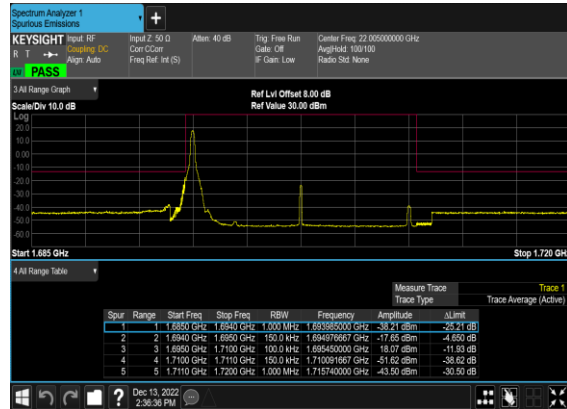 Spectrum Analyzer 1
Spurious Emissions
KEYSIGHT Input: RF Input Z: 50 Ω Atten: 40 dB Trig: Free Run Center Freq: 22.005000000 GHz
R T Coupling: DC Corr CCorr Gate: Off Avg|Hold: 100/100
Align: Auto Freq Ref: Int (S) IF Gain: Low Radio Std: None
PASS
3 All Range Graph
Ref Lvl Offset 8.00 dB
Scale/Div 10.0 dB Ref Value 30.00 dBm
Log
20.0
10.0
0.00
-10.0
-20.0
-30.0
-40.0
-50.0
-60.0
Start 1.685 GHz Stop 1.720 GHz
4 All Range Table
Measure Trace Trace 1
Trace Type Trace Average (Active)
Spur Range Start Freq Stop Freq RBW Frequency Amplitude ΔLimit
1 1 1.6850 GHz 1.6940 GHz 1.000 MHz 1.693985000 GHz -38.21 dBm -25.21 dB
2 2 1.6940 GHz 1.6950 GHz 150.0 kHz 1.694976667 GHz -17.65 dBm -4.650 dB
3 3 1.6950 GHz 1.7100 GHz 100.0 kHz 1.695450000 GHz 18.07 dBm -11.93 dB
4 4 1.7100 GHz 1.7110 GHz 150.0 kHz 1.710091667 GHz -51.62 dBm -38.62 dB
5 5 1.7110 GHz 1.7200 GHz 1.000 MHz 1.715740000 GHz -43.50 dBm -30.50 dB
? Dec 13, 2022
2:36:36 PM